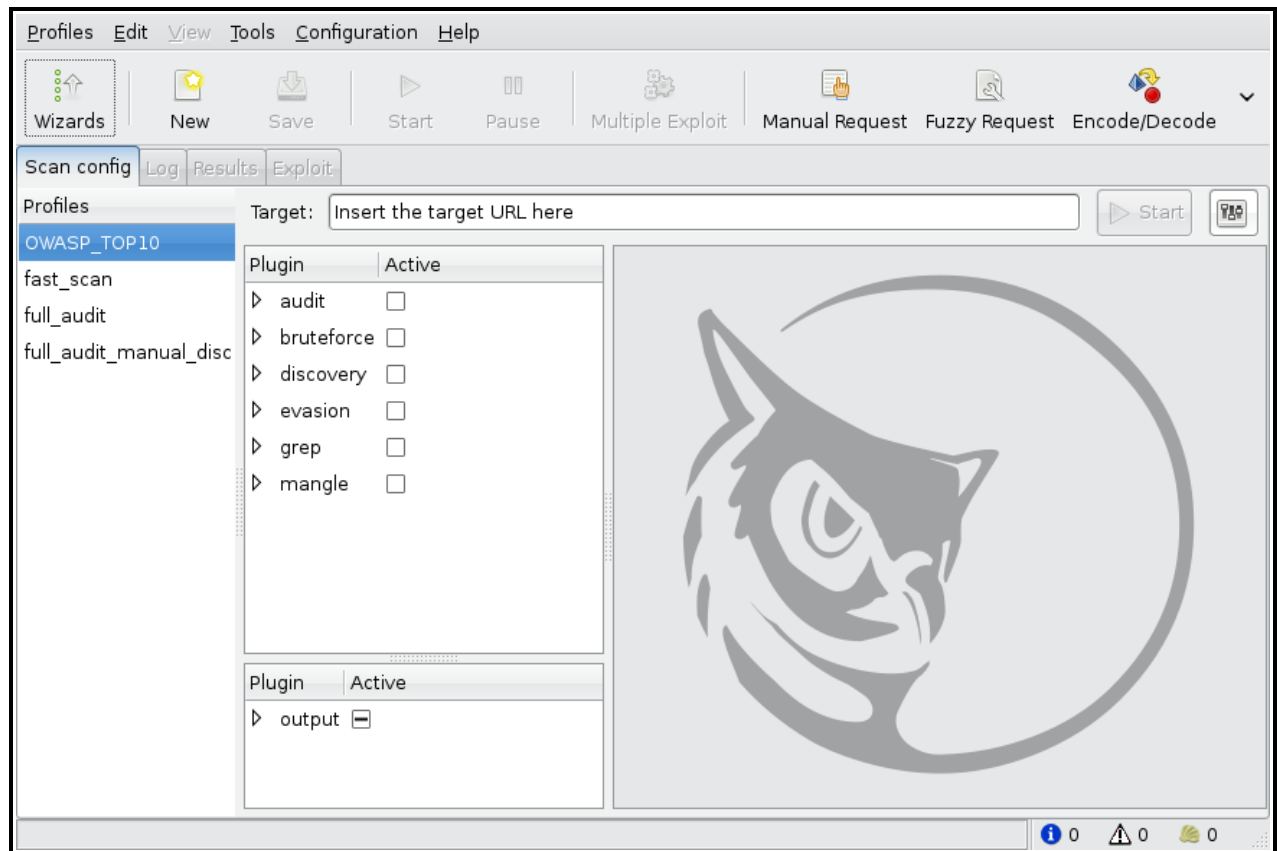 Profiles Edit View Tools Configuration Help
Wizards New Save Start Pause Multiple Exploit Manual Request Fuzzy Request Encode/Decode
Scan config Log Results Exploit
Profiles
OWASP_TOP10
fast_scan
full_audit
full_audit_manual_disc
Target: Insert the target URL here Start
Plugin Active
audit
bruteforce
discovery
evasion
grep
mangle
Plugin Active
output
0 0 0